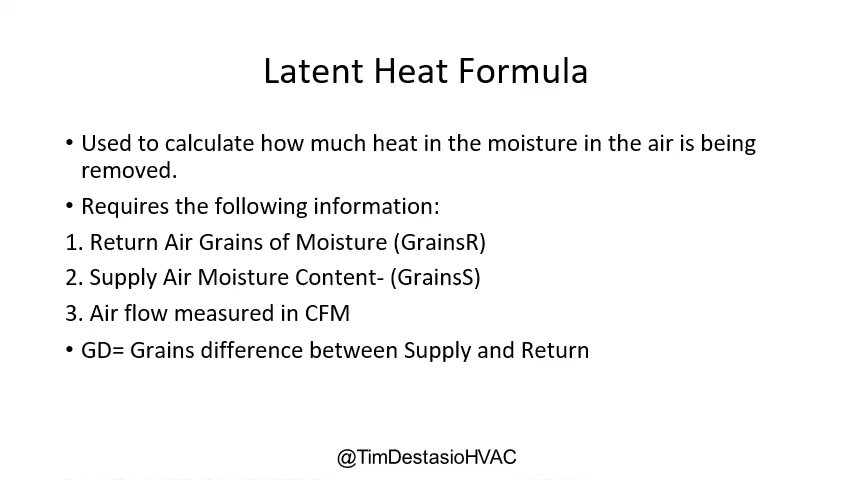 Latent Heat Formula
• Used to calculate how much heat in the moisture in the air is being
removed.
• Requires the following information:
1. Return Air Grains of Moisture (GrainsR)
2. Supply Air Moisture Content- (GrainsS)
3. Air flow measured in CFM
• GD= Grains difference between Supply and Return
@TimDestasioHVAC